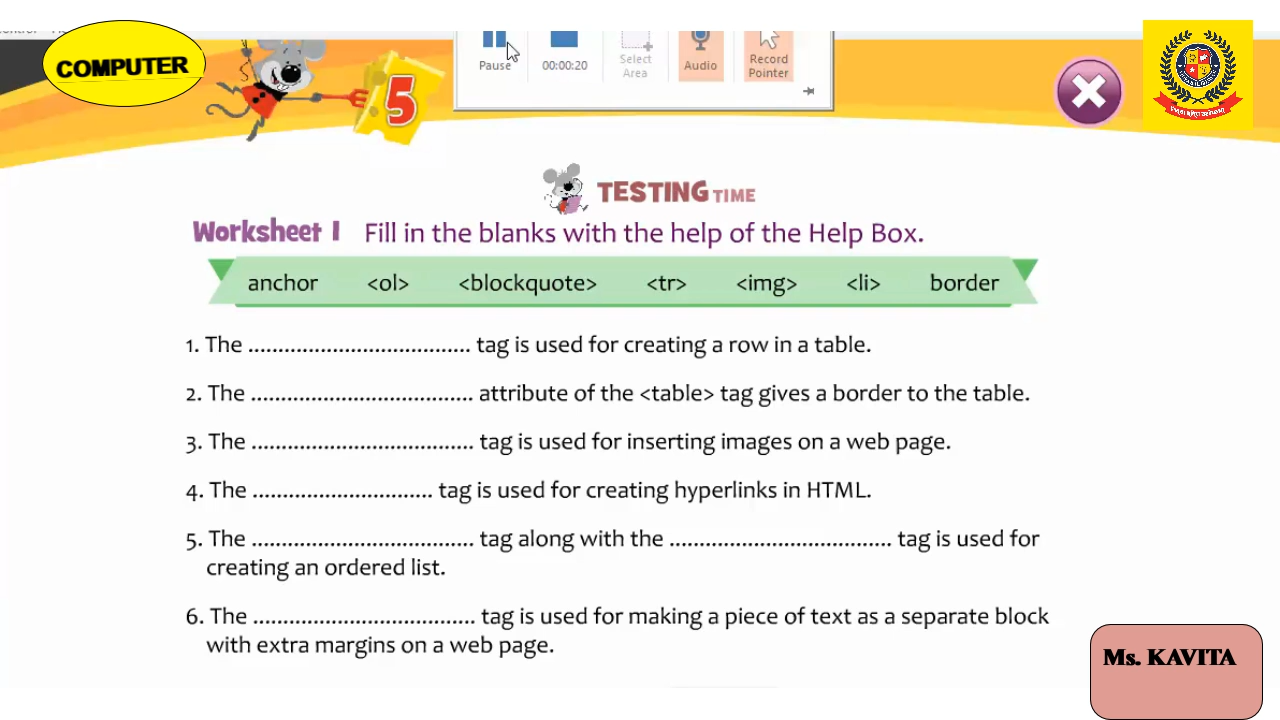 COMPUTER
5
Pause
00:00:20
Select
Area
Audio
Record
Pointer
TESTING TIME
Worksheet 1 Fill in the blanks with the help of the Help Box.
anchor <ol> <blockquote> <tr> <img> <li> border
1. The ..................................... tag is used for creating a row in a table.
2. The ..................................... attribute of the <table> tag gives a border to the table.
3. The ..................................... tag is used for inserting images on a web page.
4. The .............................. tag is used for creating hyperlinks in HTML.
5. The ..................................... tag along with the ..................................... tag is used for
creating an ordered list.
6. The ..................................... tag is used for making a piece of text as a separate block
with extra margins on a web page.
Ms. KAVITA